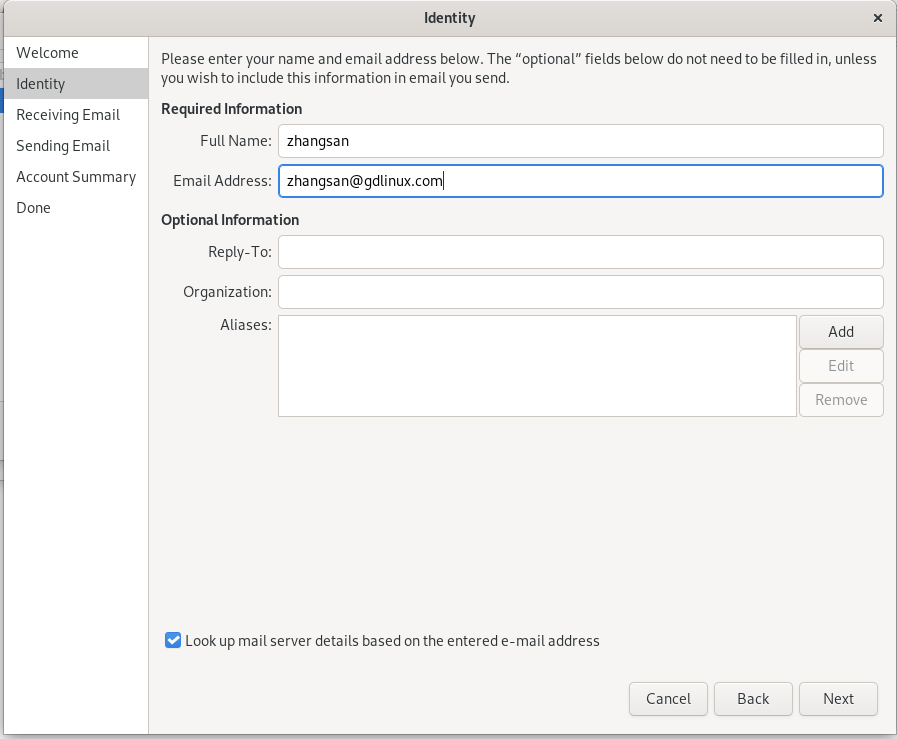 Identity
Welcome
Identity
Receiving Email
Sending Email
Account Summary
Done
Please enter your name and email address below. The “optional” fields below do not need to be filled in, unless
you wish to include this information in email you send.
Required Information
Full Name: zhangsan
Email Address: zhangsan@gdlinux.com
Optional Information
Reply-To:
Organization:
Aliases:
Add
Edit
Remove
Look up mail server details based on the entered e-mail address
Cancel Back Next